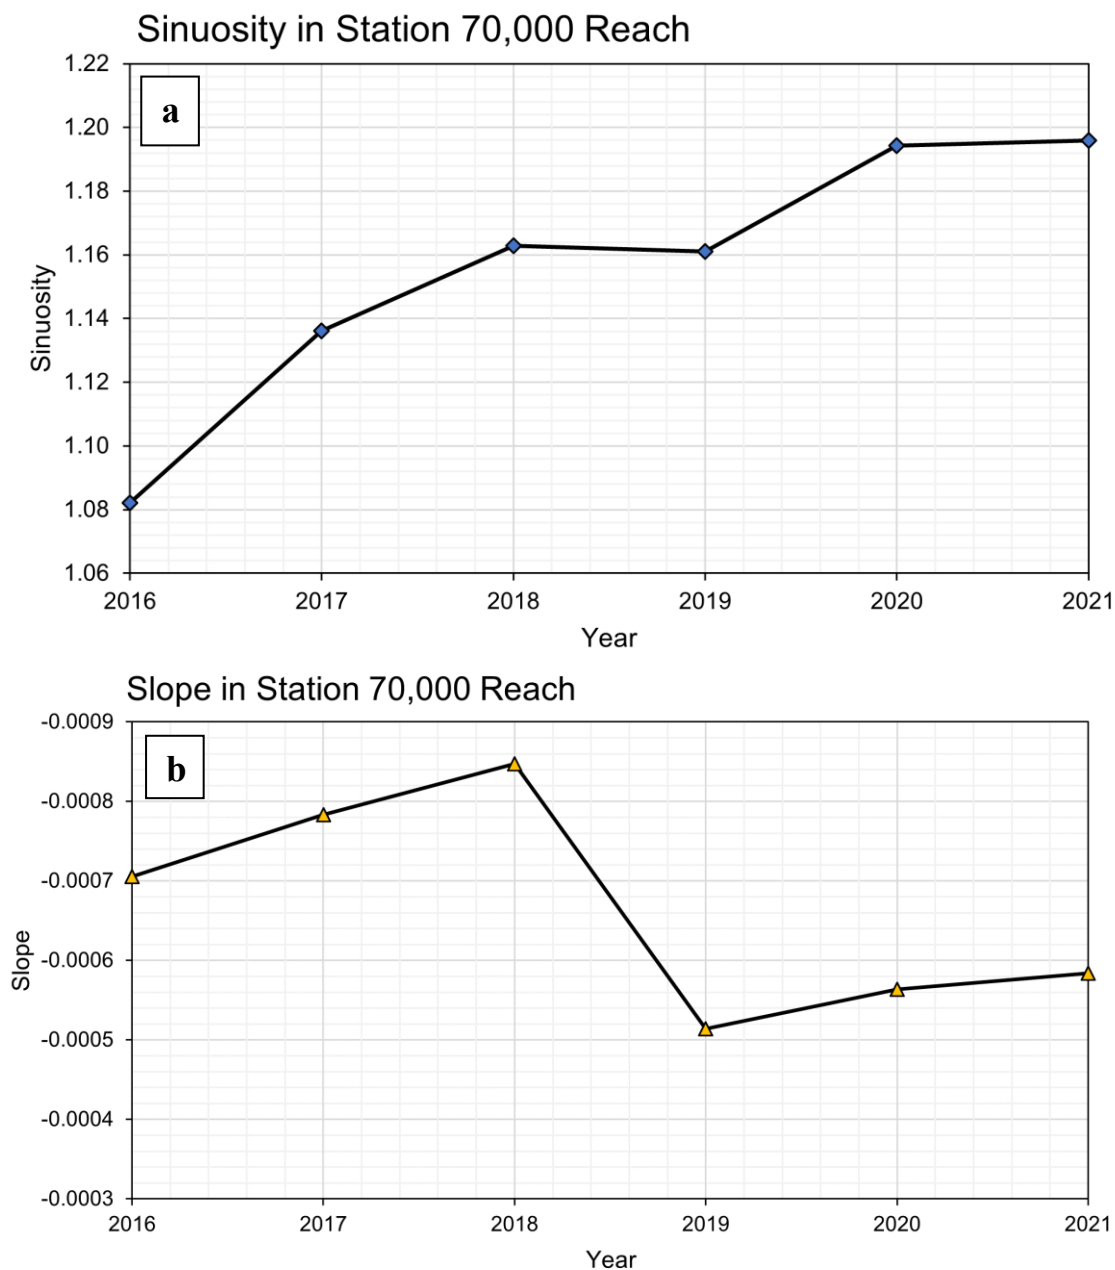 Sinuosity in Station 70,000 Reach
1.22
a
1.20
1.18
1.16
1.14
1.12
1.10
1.08
1.06
Sinuosity
2016 2017 2018 2019 2020 2021
Year
Slope in Station 70,000 Reach
-0.0009
b
-0.0008
-0.0007
-0.0006
-0.0005
-0.0004
-0.0003
Slope
2016 2017 2018 2019 2020 2021
Year